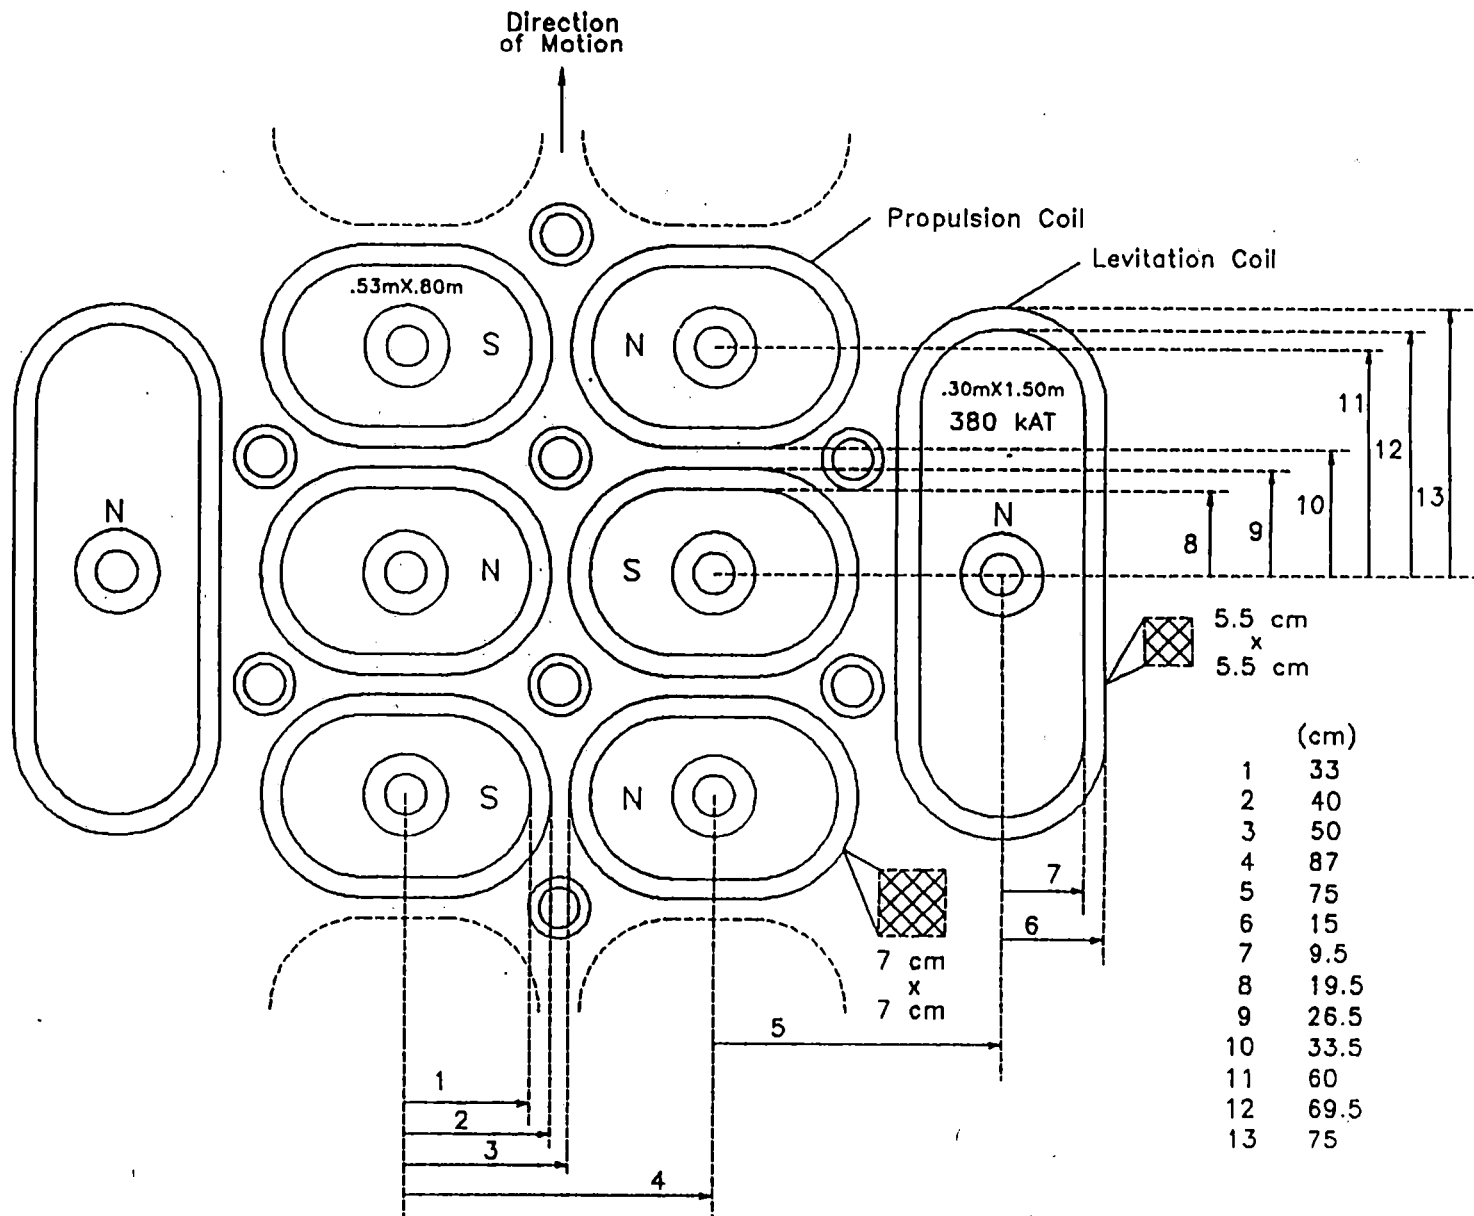 Direction
of Motion
Propulsion Coil
Levitation Coil
.53mX.80m
S
N
.30mX1.50m
380 kAT
11
12
13
10
9
8
N
N
N
S
5.5 cm
x
5.5 cm
S
N
7
6
7 cm
x
7 cm
5
1
2
3
4
(cm)
1 33
2 40
3 50
4 87
5 75
6 15
7 9.5
8 19.5
9 26.5
10 33.5
11 60
12 69.5
13 75